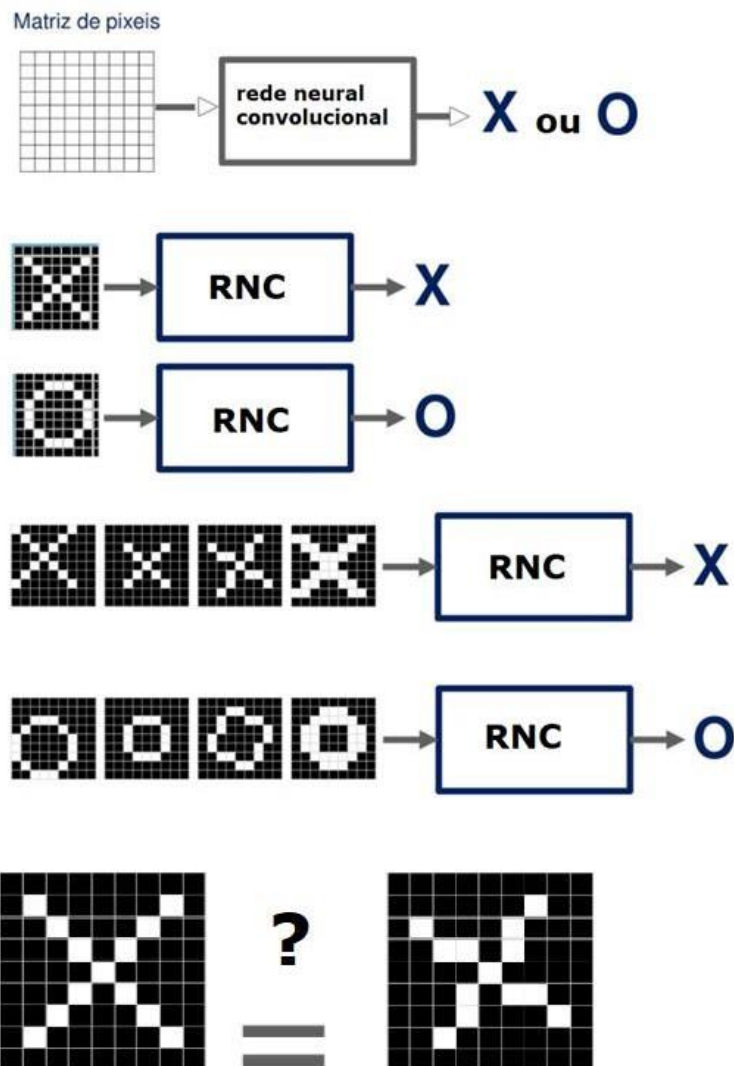 Matriz de pixeis
rede neural
convolucional
X ou O
RNC
X
RNC
O
RNC
X
RNC
O
?
=